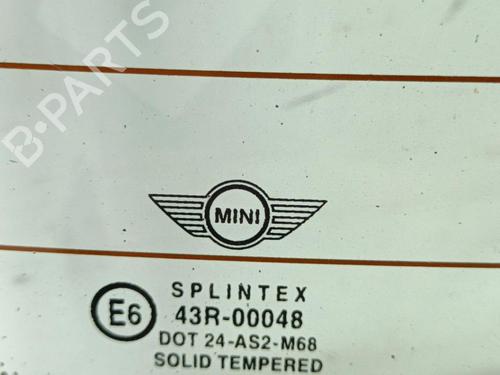 B-PARTS
MINI
SPLINTEX
E6 43R-00048
DOT 24-AS2-M68
SOLID TEMPERED